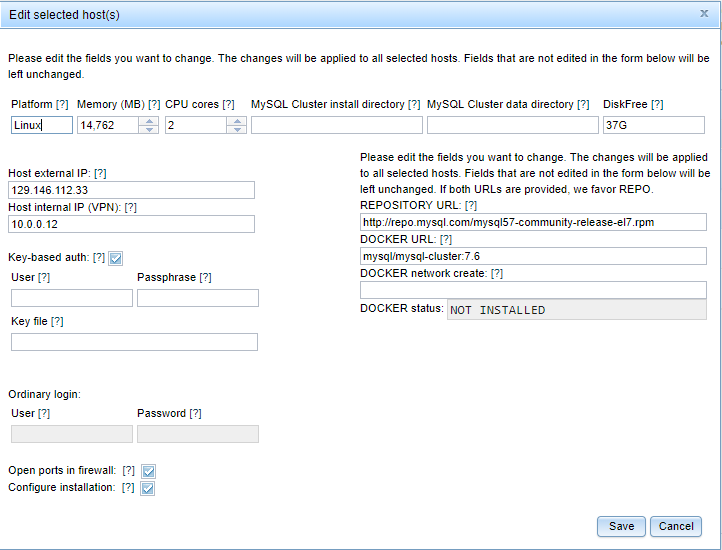 Edit selected host(s) x
Please edit the fields you want to change. The changes will be applied to all selected hosts. Fields that are not edited in the form below will be
left unchanged.
Platform [?] Memory (MB) [?] CPU cores [?] MySQL Cluster install directory [?] MySQL Cluster data directory [?] DiskFree [?]
Linux 14,762 2 37G
Host external IP: [?]
129.146.112.33
Host internal IP (VPN): [?]
10.0.0.12
Key-based auth: [?]
User [?] Passphrase [?]
Key file [?]
Ordinary login:
User [?] Password [?]
Open ports in firewall: [?]
Configure installation: [?]
Please edit the fields you want to change. The changes will be applied
to all selected hosts. Fields that are not edited in the form below will be
left unchanged. If both URLs are provided, we favor REPO.
REPOSITORY URL: [?]
http://repo.mysql.com/mysql57-community-release-el7.rpm
DOCKER URL: [?]
mysql/mysql-cluster:7.6
DOCKER network create: [?]
DOCKER status: NOT INSTALLED
Save Cancel